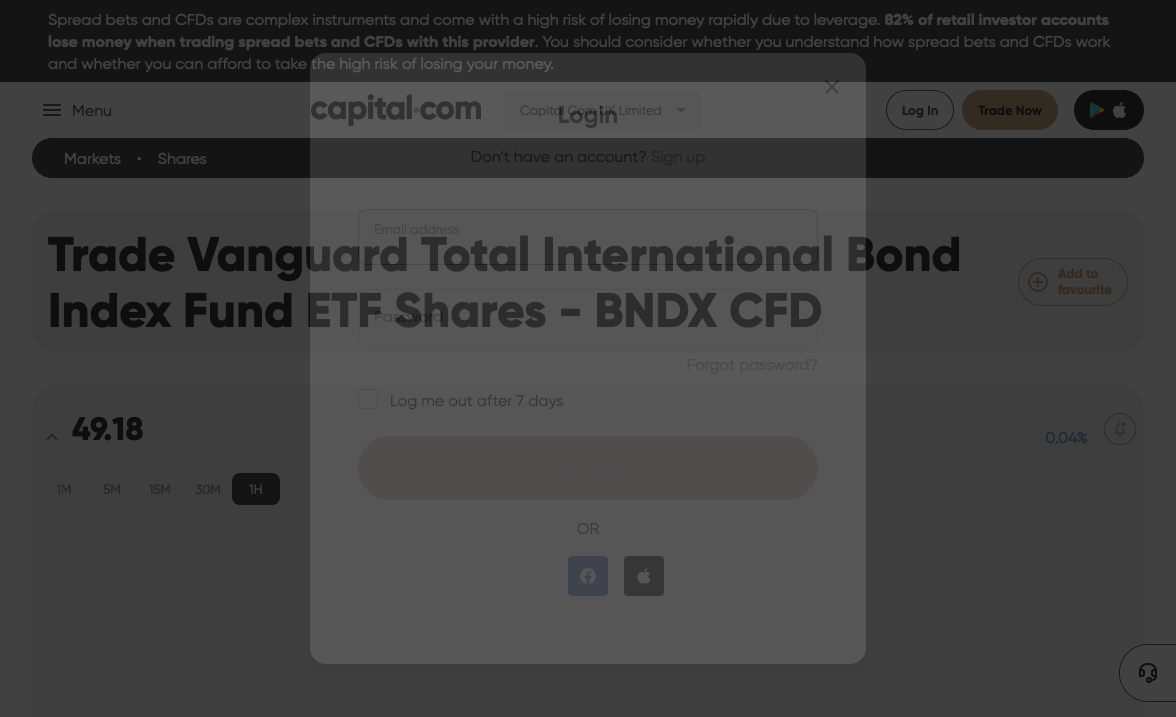 Spread bets and CFDs are complex instruments and come with a high risk of losing money rapidly due to leverage. 82% of retail investor accounts
lose money when trading spread bets and CFDs with this provider. You should consider whether you understand how spread bets and CFDs work
and whether you can afford to take the high risk of losing your money.
Menu
capital.com
Capital Com UK Limited
Login
Log In
Trade Now
Markets • Shares
Don't have an account? Sign up
Email address
Trade Vanguard Total International Bond
Index Fund ETF Shares - BNDX CFD
Add to
favourite
Password
Forgot password?
Log me out after 7 days
49.18
0.04%
1M 5M 15M 30M 1H
OR